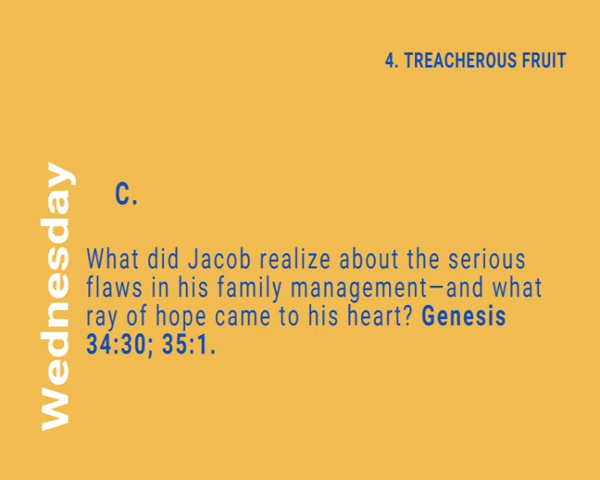 4. TREACHEROUS FRUIT
Wednesday
C.
What did Jacob realize about the serious
flaws in his family management—and what
ray of hope came to his heart? Genesis
34:30; 35:1.